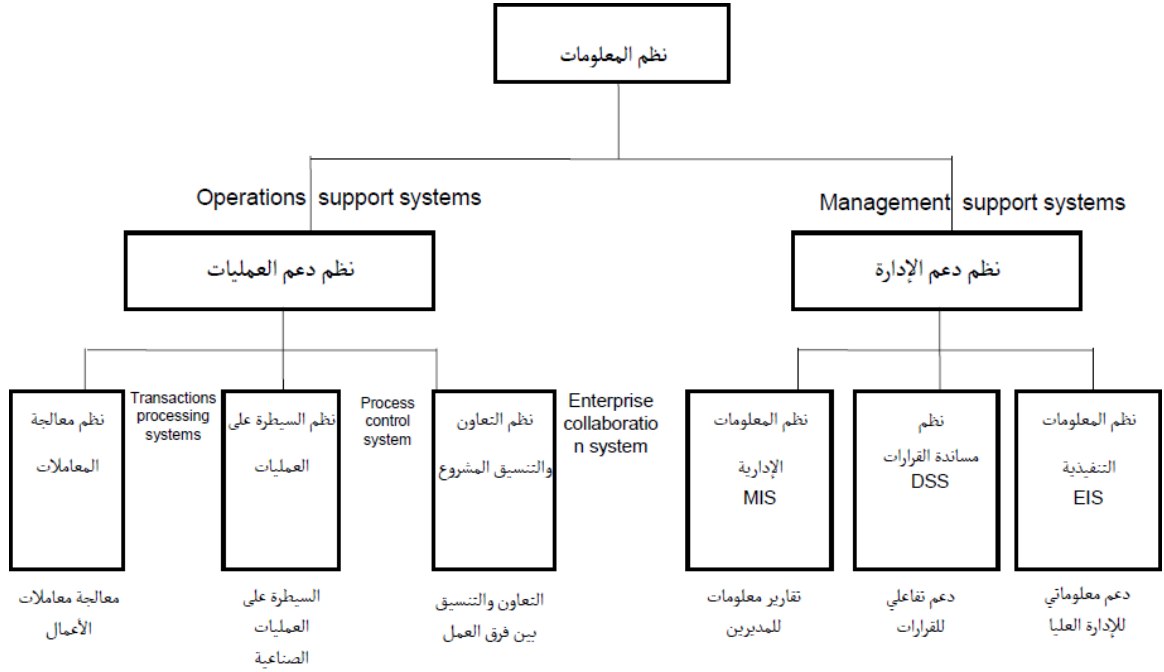 نظم المعلومات
Operations support systems
Management support systems
نظم دعم العمليات
نظم دعم الإدارة
نظم معالجة
المعاملات
Transactions
processing
systems
نظم السيطرة على
العمليات
Process
control
system
نظم التعاون
والتنسيق المشروع
Enterprise
collaboratio
n system
نظم المعلومات
الإدارية
MIS
نظم
مساندة القرارات
DSS
نظم المعلومات
التنفيذية
EIS
معالجة معاملات
الأعمال
السيطرة على
العمليات
الصناعية
التعاون والتنسيق
بين فرق العمل
تقارير معلومات
للمديرين
دعم تفاعلي
للقرارات
دعم معلوماتي
للإدارة العليا